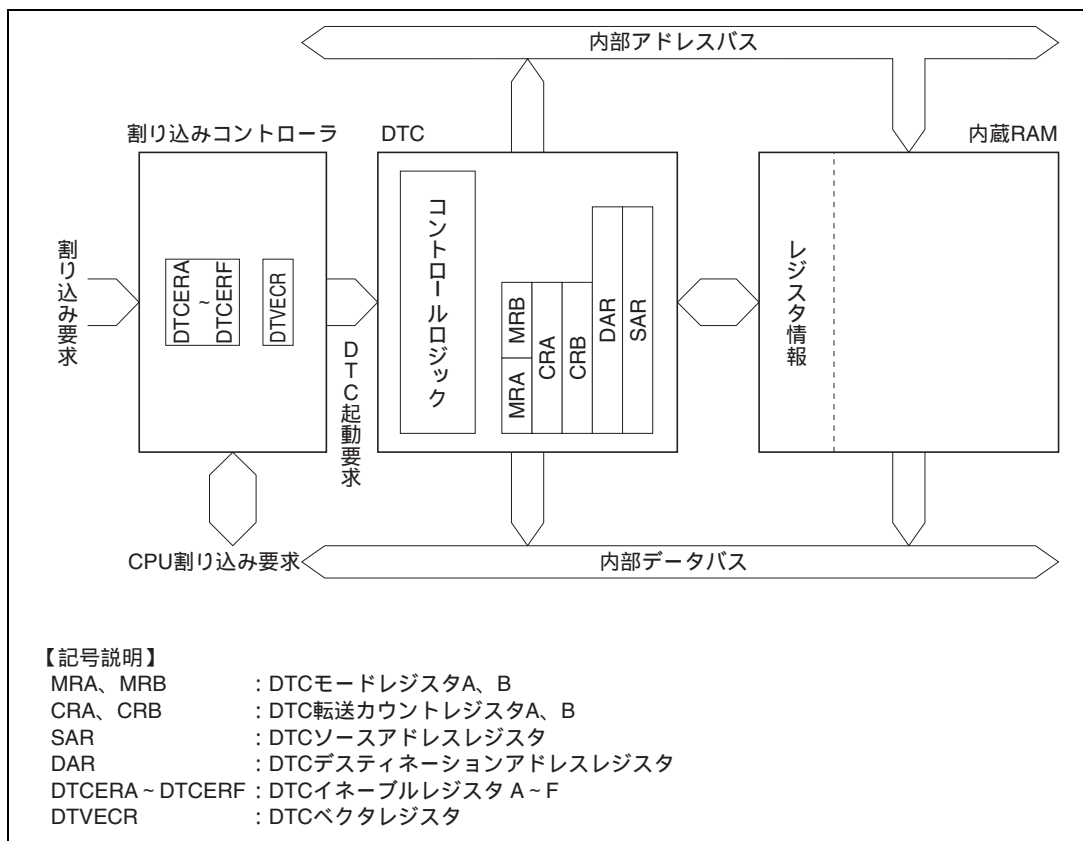 内部アドレスバス
割り込みコントローラ
DTC
内蔵RAM
割り込み要求
DTCERA
~
DTCERF
DTVECR
DTC起動要求
コントロールロジック
MRA
MRB
CRA
CRB
DAR
SAR
レジスタ情報
CPU割り込み要求
内部データバス
【記号説明】
MRA、MRB : DTCモードレジスタA、B
CRA、CRB : DTC転送カウントレジスタA、B
SAR : DTCソースアドレスレジスタ
DAR : DTCデスティネーションアドレスレジスタ
DTCERA ~ DTCERF : DTCイネーブルレジスタ A ~ F
DTVECR : DTCベクタレジスタ